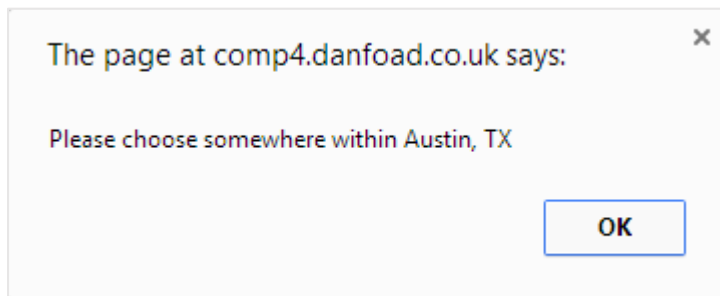 The page at comp4.danfoad.co.uk says:
Please choose somewhere within Austin, TX
OK